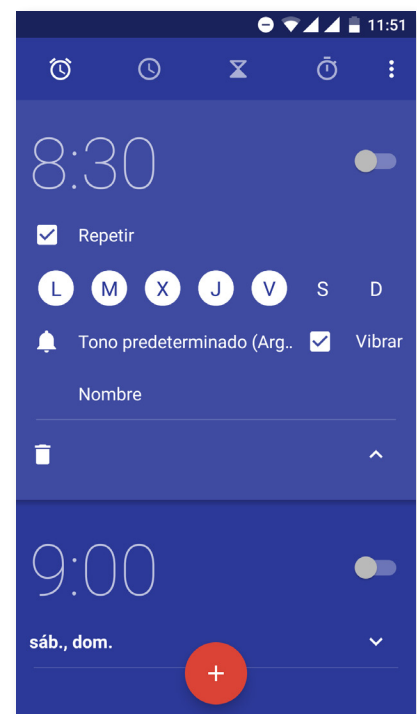 11:51
8:30
Repetir
L M X J V S D
Tono predeterminado (Arg.. Vibrar
Nombre
9:00
sáb., dom.